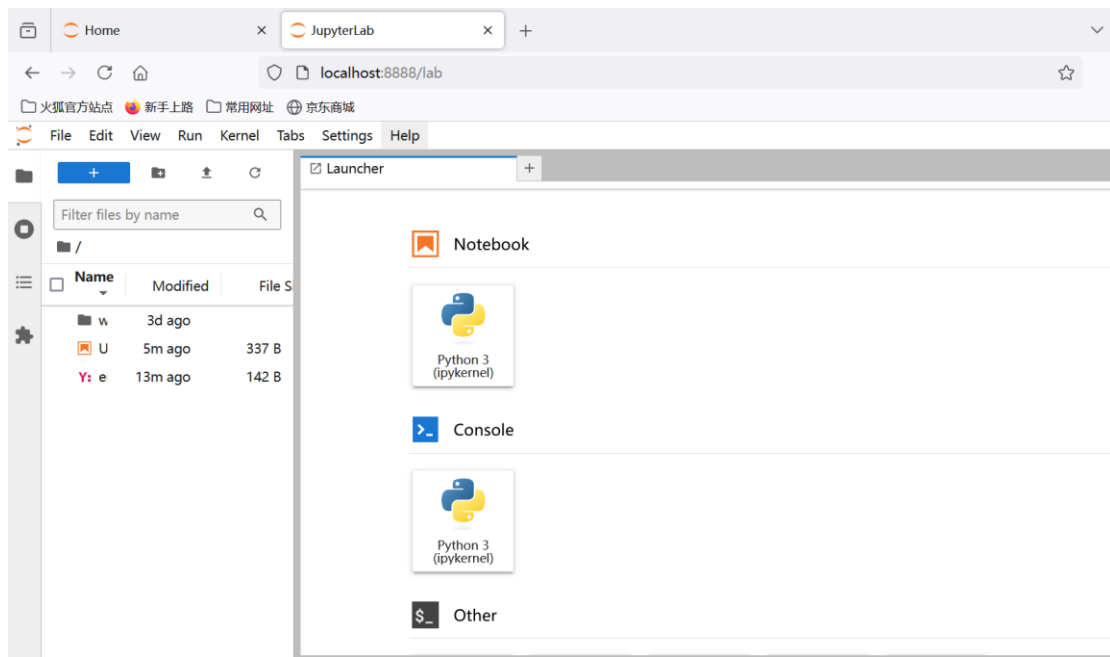 Home
JupyterLab
localhost:8888/lab
火狐官方站点 新手上路 常用网址 京东商城
File Edit View Run Kernel Tabs Settings Help
Launcher
Filter files by name
/
Name Modified File S
w 3d ago
U 5m ago 337 B
Y: e 13m ago 142 B
Notebook
Python 3
(ipykernel)
Console
Python 3
(ipykernel)
$_ Other